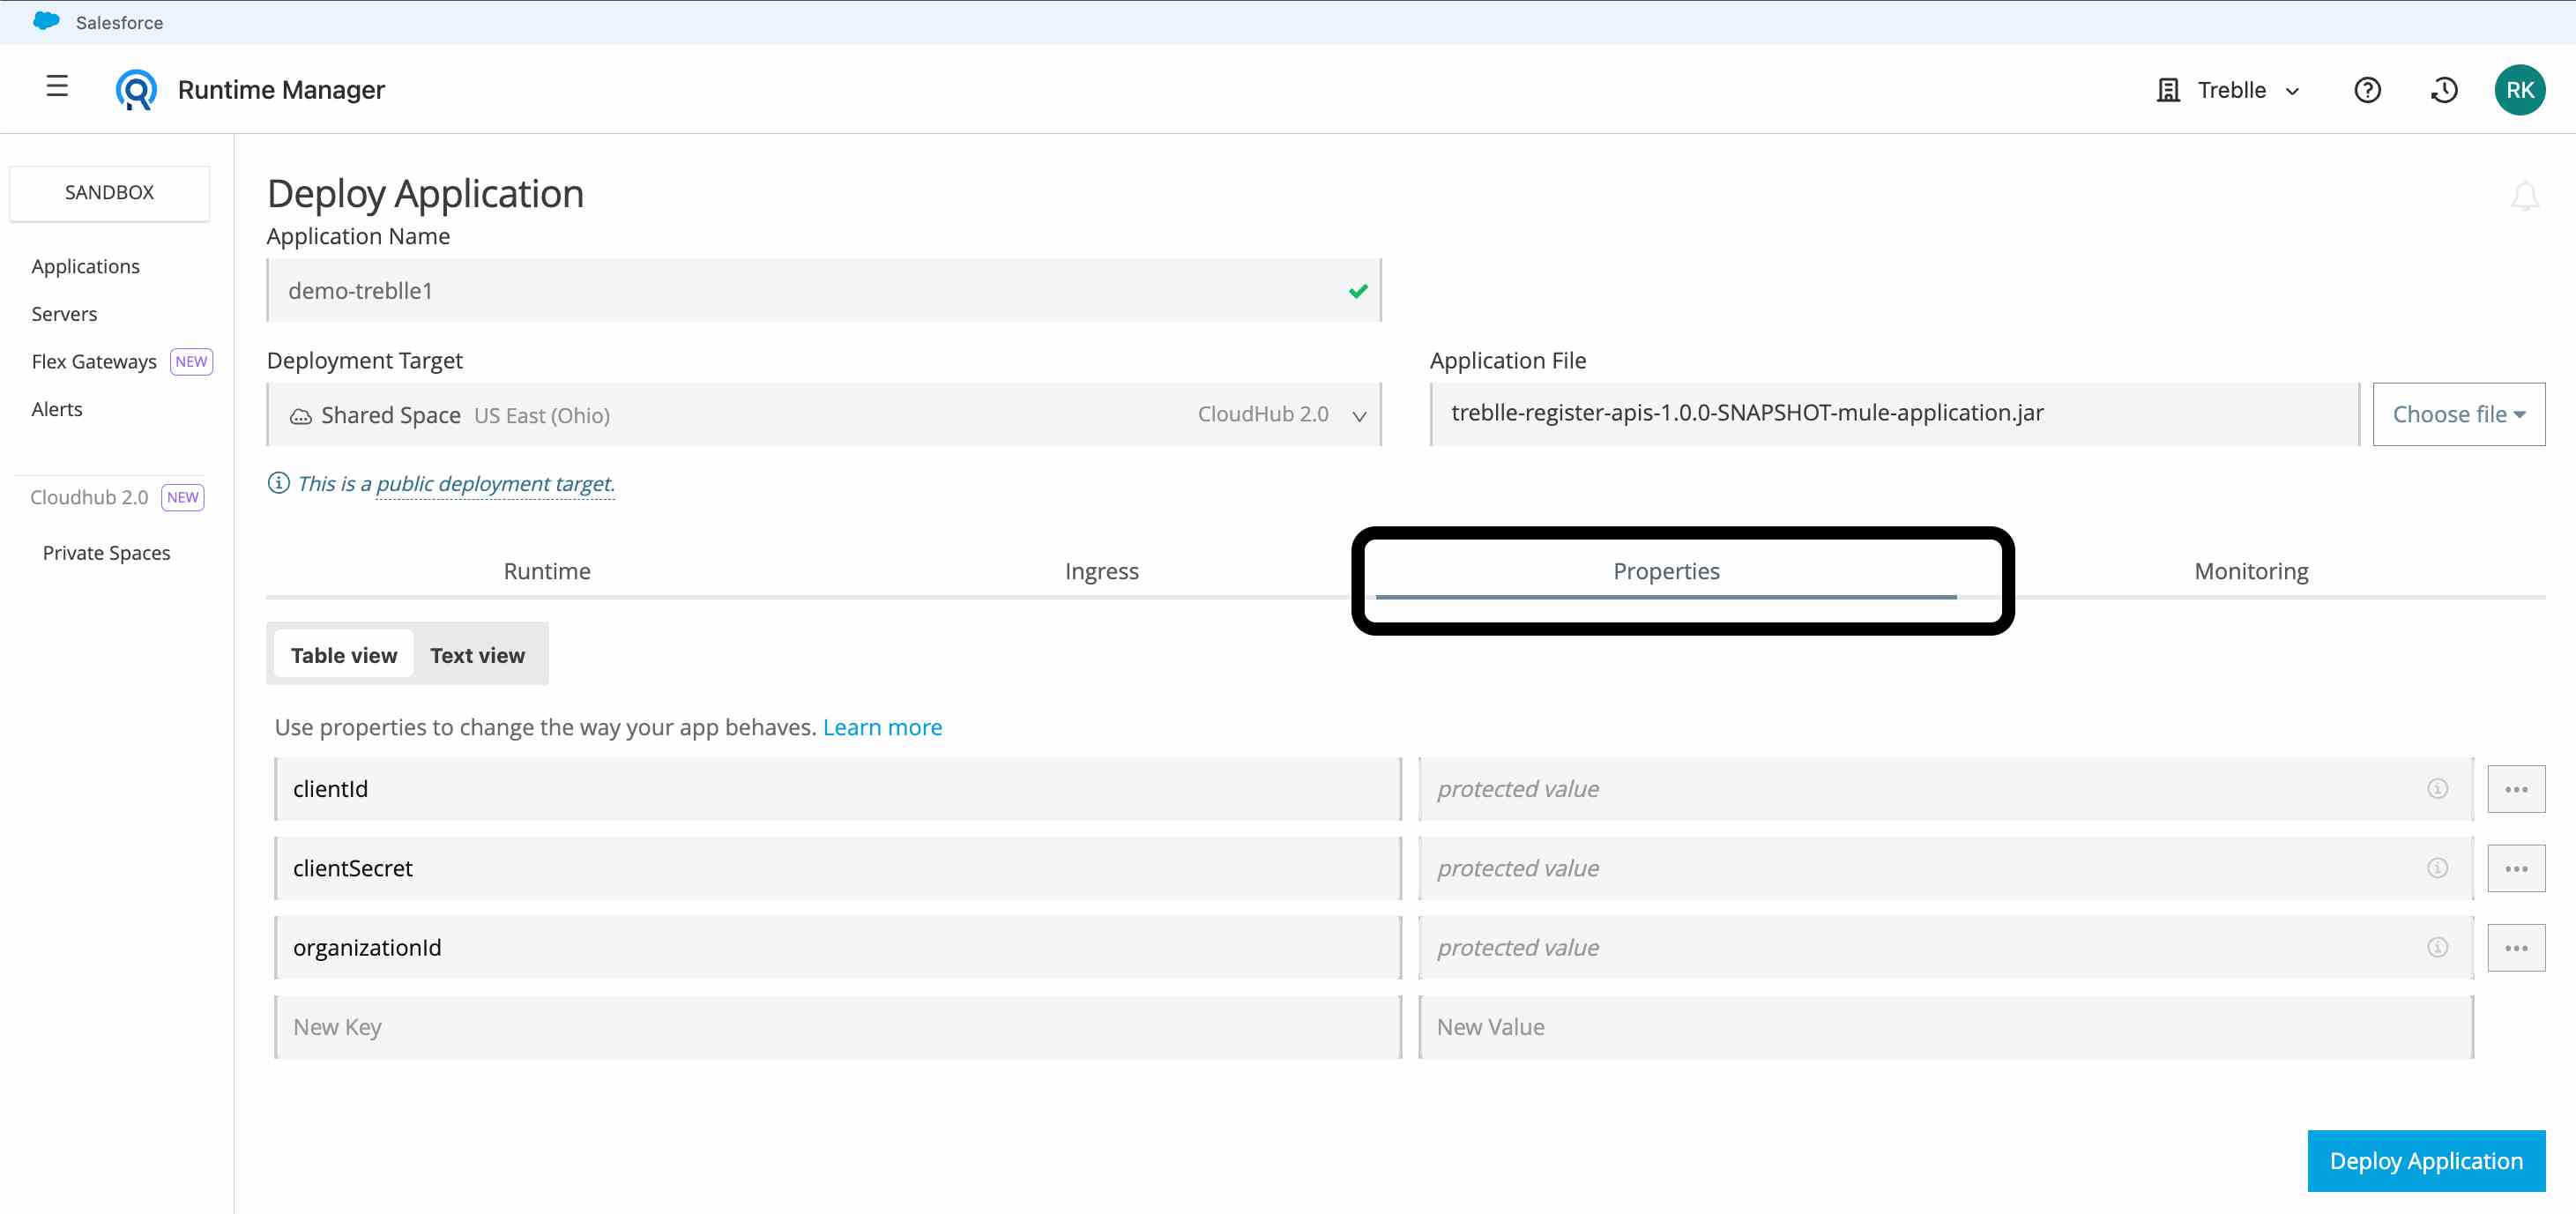 Salesforce
Runtime Manager
Treblle
RK
SANDBOX
Applications
Servers
Flex Gateways NEW
Alerts
Cloudhub 2.0 NEW
Private Spaces
Deploy Application
Application Name
demo-treblle1
Deployment Target
Application File
Shared Space US East (Ohio) CloudHub 2.0
treblle-register-apis-1.0.0-SNAPSHOT-mule-application.jar
Choose file
This is a public deployment target.
Runtime
Ingress
Properties
Monitoring
Table view
Text view
Use properties to change the way your app behaves. Learn more
clientId
protected value
clientSecret
protected value
organizationId
protected value
New Key
New Value
Deploy Application